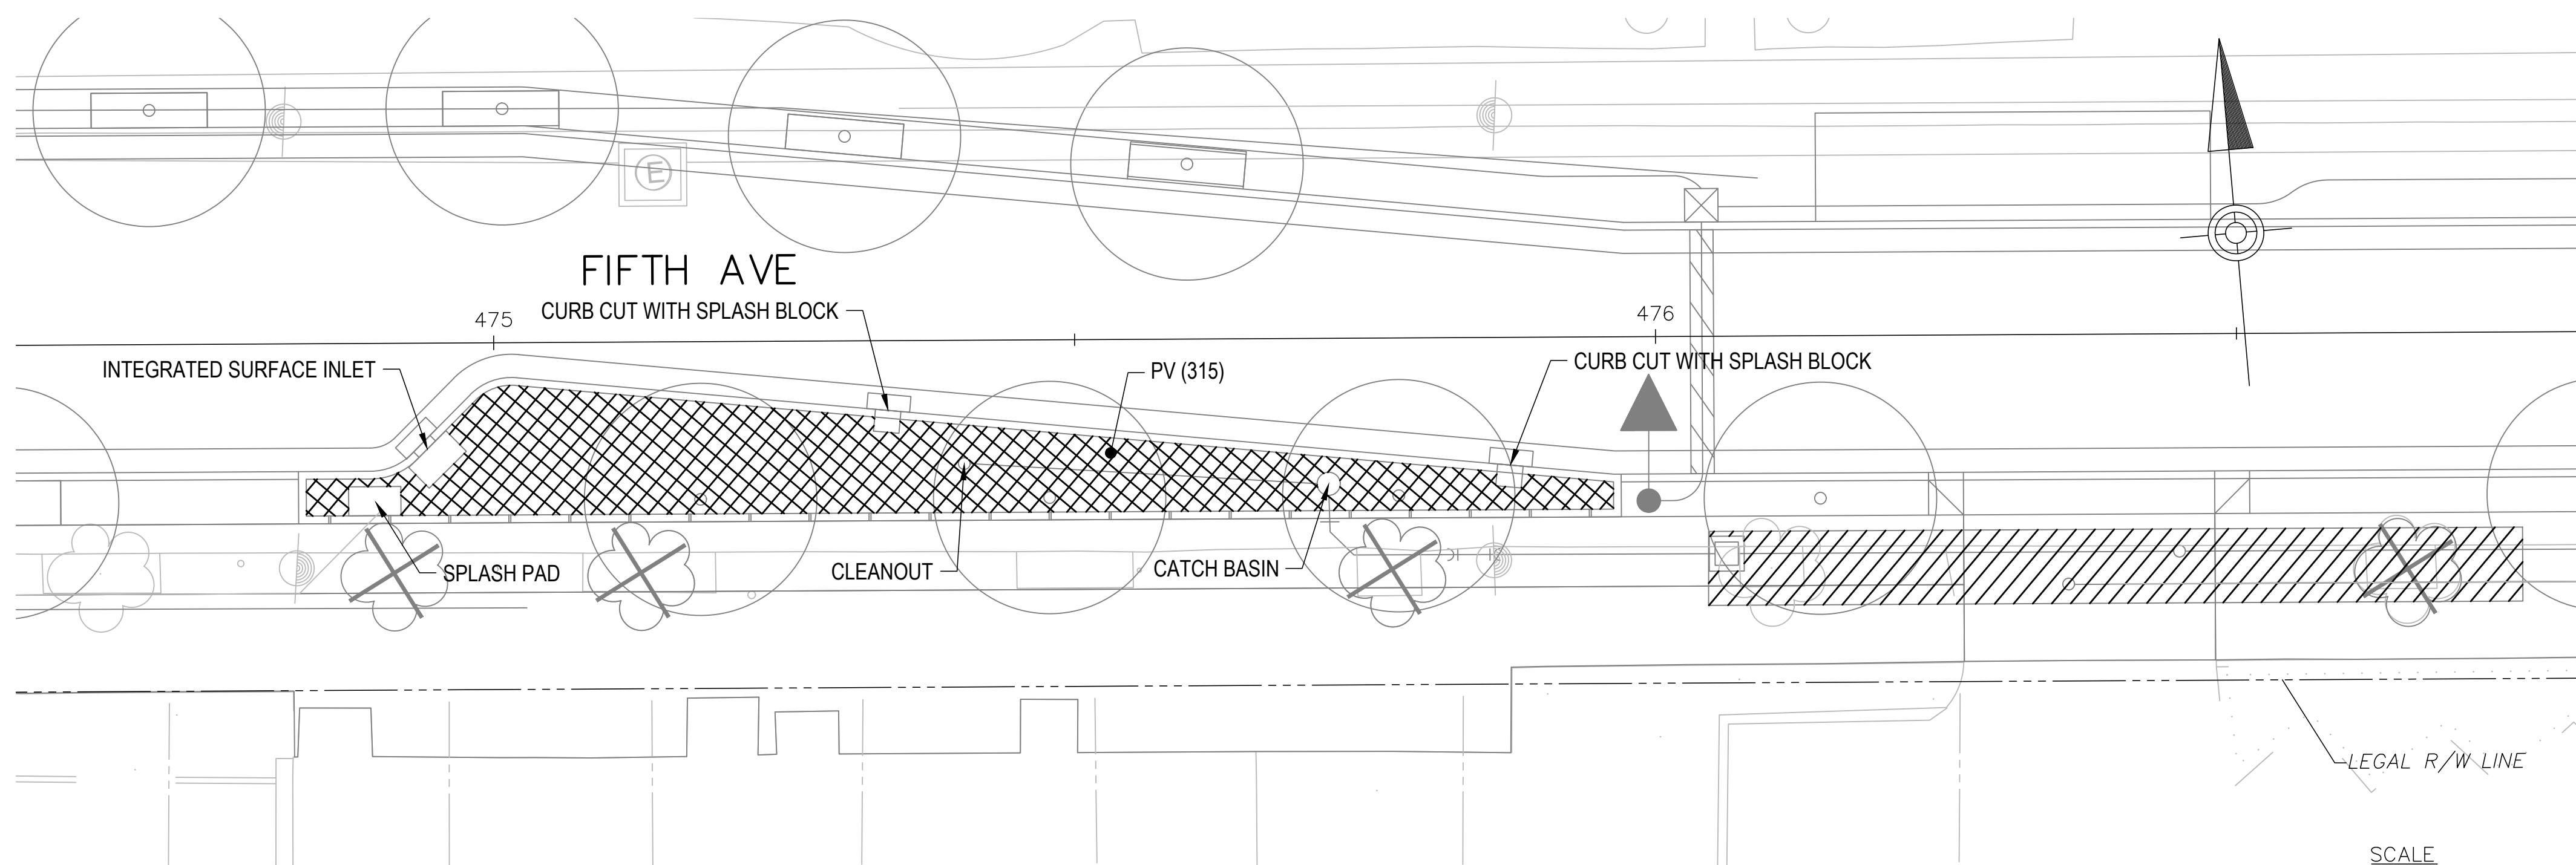 E
FIFTH AVE
CURB CUT WITH SPLASH BLOCK
475
476
INTEGRATED SURFACE INLET
PV (315)
CURB CUT WITH SPLASH BLOCK
SPLASH PAD
CLEANOUT
CATCH BASIN
LEGAL R/W LINE
SCALE